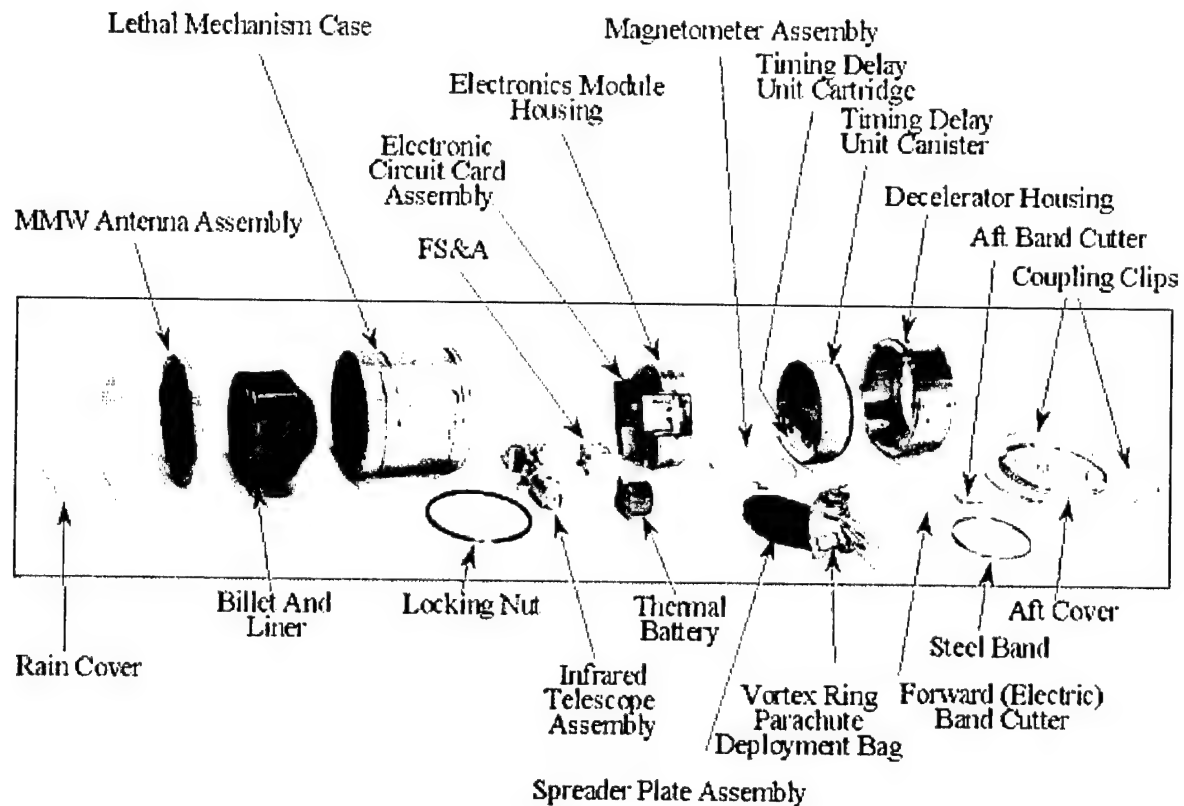 Lethal Mechanism Case
Magnetometer Assembly
Timing Delay
Unit Cartridge
Electronics Module
Housing
Timing Delay
Unit Canister
Electronic
Circuit Card
Assembly
Decelerator Housing
MMW Antenna Assembly
Aft Band Cutter
FS&A
Coupling Clips
Billet And
Liner
Locking Nut
Thermal
Battery
Aft Cover
Steel Band
Rain Cover
Infrared
Telescope
Assembly
Vortex Ring
Parachute
Deployment Bag
Forward (Electric)
Band Cutter
Spreader Plate Assembly